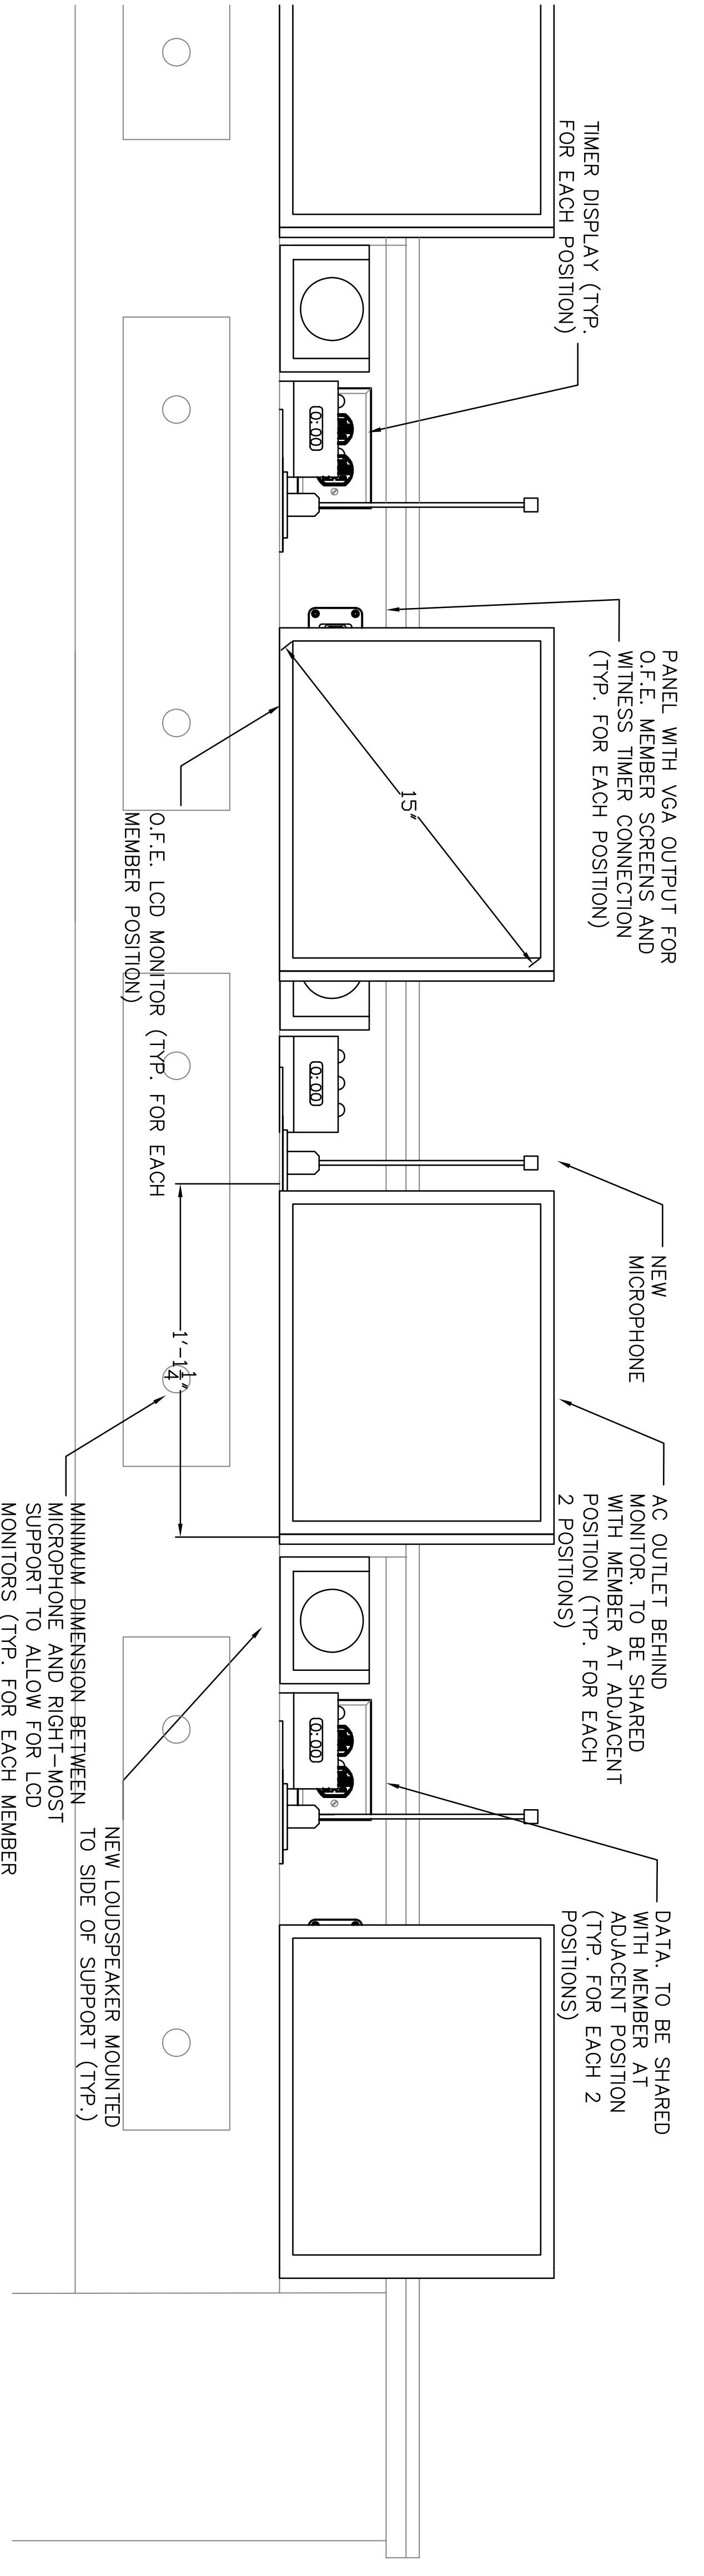 TIMER DISPLAY (TYP.
FOR EACH POSITION)
PANEL WITH VGA OUTPUT FOR
O.F.E. MEMBER SCREENS AND
WITNESS TIMER CONNECTION
(TYP. FOR EACH POSITION)
NEW
MICROPHONE
AC OUTLET BEHIND
MONITOR. TO BE SHARED
WITH MEMBER AT ADJACENT
POSITION (TYP. FOR EACH
2 POSITIONS)
DATA. TO BE SHARED
WITH MEMBER AT
ADJACENT POSITION
(TYP. FOR EACH 2
POSITIONS)
0:00
15"
0:00
0:00
O.F.E. LCD MONITOR (TYP. FOR EACH
MEMBER POSITION)
1'-1 1/4"
MINIMUM DIMENSION BETWEEN
MICROPHONE AND RIGHT-MOST
SUPPORT TO ALLOW FOR LCD
MONITORS (TYP. FOR EACH MEMBER
NEW LOUDSPEAKER MOUNTED
TO SIDE OF SUPPORT (TYP.)